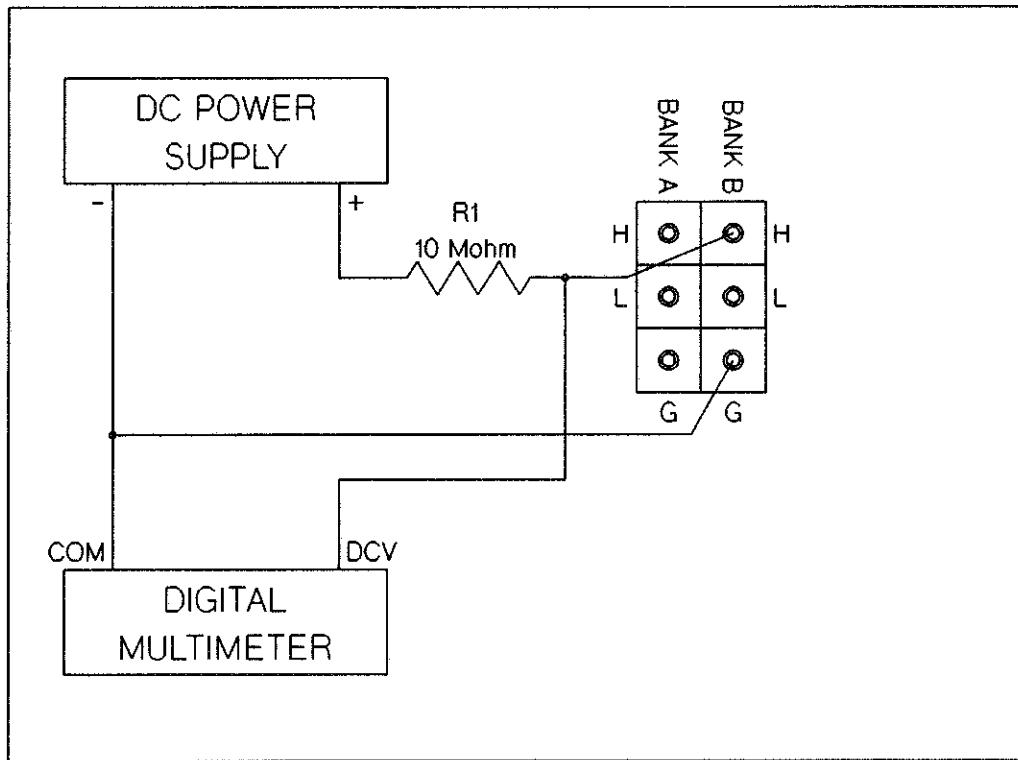 DC POWER
SUPPLY
-
+
R1
10 Mohm
BANK A
BANK B
H
H
L
L
G
G
COM
DCV
DIGITAL
MULTIMETER